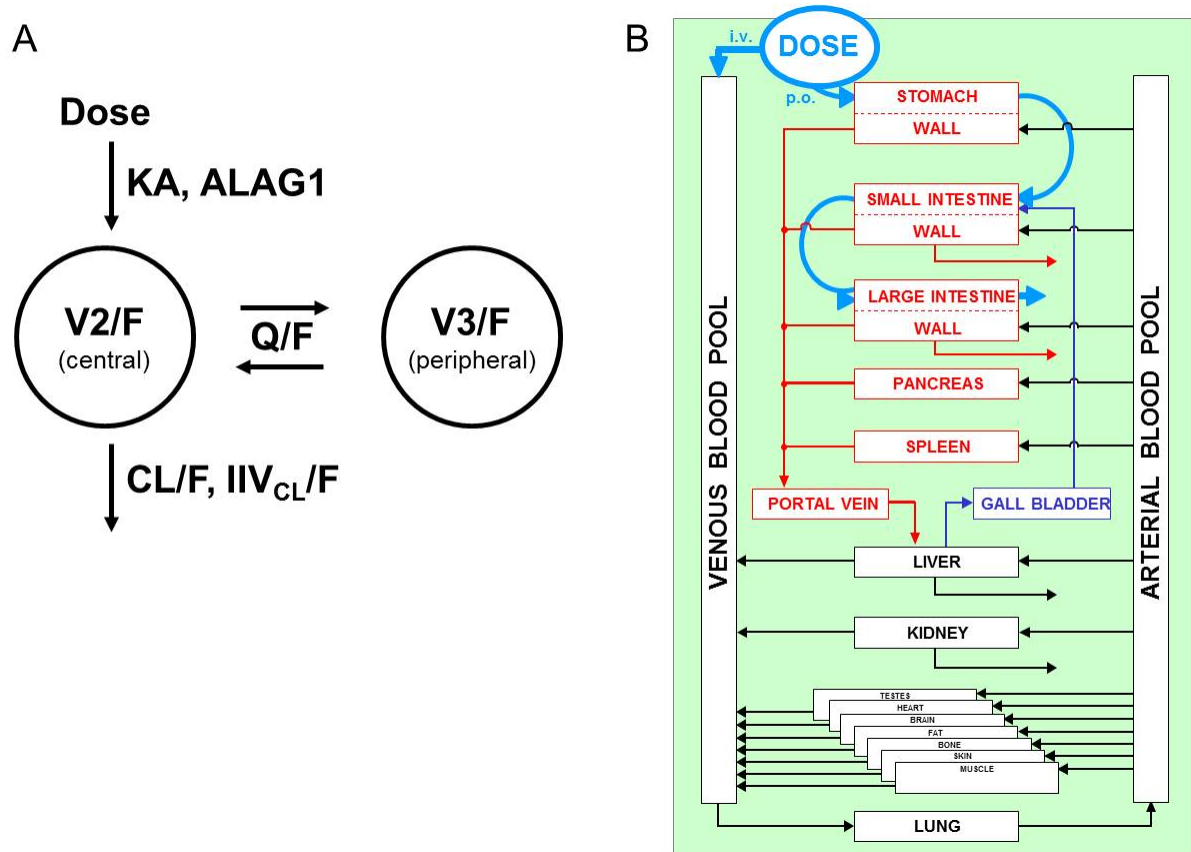 A
Dose
KA, ALAG1
V2/F
(central)
Q/F
V3/F
(peripheral)
CL/F, IIVCL/F
B
i.v.
DOSE
p.o.
STOMACH
WALL
SMALL INTESTINE
WALL
LARGE INTESTINE
WALL
PANCREAS
SPLEEN
PORTAL VEIN
GALL BLADDER
LIVER
KIDNEY
TESTES
HEART
BRAIN
FAT
BONE
SKIN
MUSCLE
LUNG
VENOUS BLOOD POOL
ARTERIAL BLOOD POOL